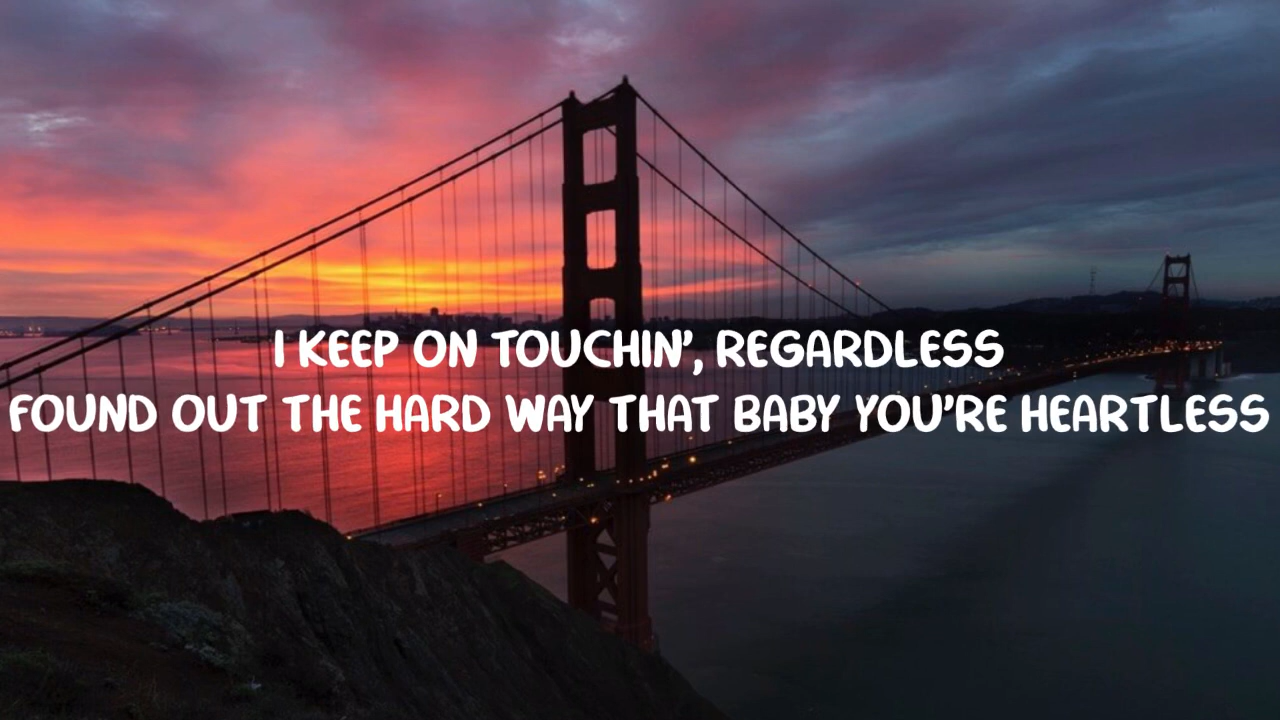 I KEEP ON TOUCHIN', REGARDLESS
FOUND OUT THE HARD WAY THAT BABY YOU'RE HEARTLESS